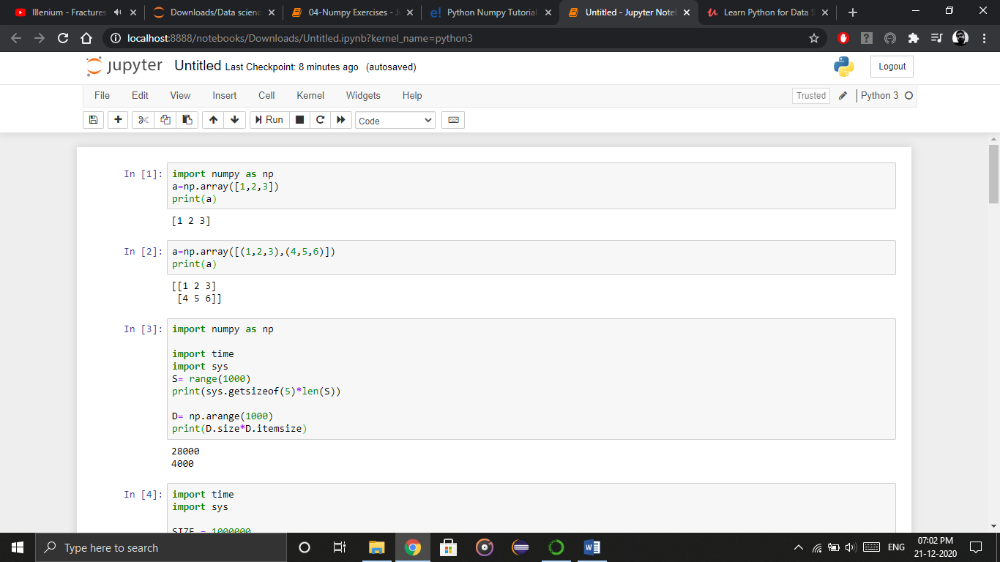 Illenium - Fractures
Downloads/Data scienc
04-Numpy Exercises - J
Python Numpy Tutorial
Untitled - Jupyter Note
Learn Python for Data S
localhost:8888/notebooks/Downloads/Untitled.ipynb?kernel_name=python3
jupyter Untitled Last Checkpoint: 8 minutes ago (autosaved)
Logout
File Edit View Insert Cell Kernel Widgets Help
Trusted Python 3
Run Code
In [1]: import numpy as np
a=np.array([1,2,3])
print(a)
[1 2 3]
In [2]: a=np.array([(1,2,3),(4,5,6)])
print(a)
[[1 2 3]
 [4 5 6]]
In [3]: import numpy as np
import time
import sys
S= range(1000)
print(sys.getsizeof(5)*len(S))
D= np.arange(1000)
print(D.size*D.itemsize)
28000
4000
In [4]: import time
import sys
SIZE = 1000000
Type here to search
ENG
07:02 PM
21-12-2020